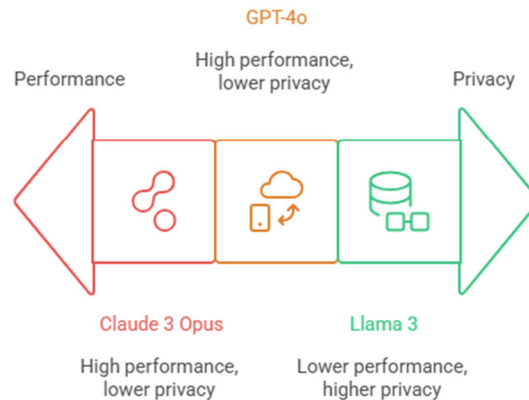 GPT-4o
High performance,
lower privacy
Performance
Privacy
Claude 3 Opus
High performance,
lower privacy
Llama 3
Lower performance,
higher privacy